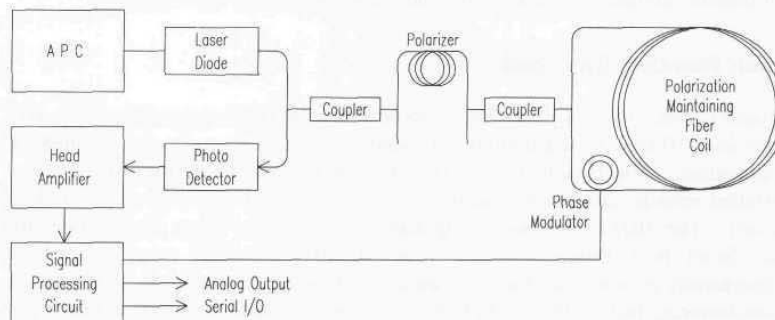 A P C
Laser
Diode
Polarizer
Coupler
Coupler
Polarization
Maintaining
Fiber
Coil
Head
Amplifier
Photo
Detector
Phase
Modulator
Signal
Processing
Circuit
Analog Output
Serial I/O